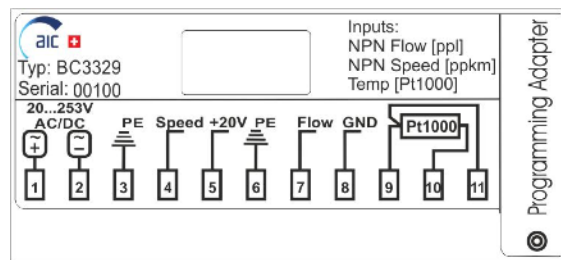 aic
Typ: BC3329
Serial: 00100
Inputs:
NPN Flow [ppl]
NPN Speed [ppkm]
Temp [Pt1000]
20...253V
AC/DC PE Speed +20V PE Flow GND Pt1000
1 2 3 4 5 6 7 8 9 10 11
Programming Adapter